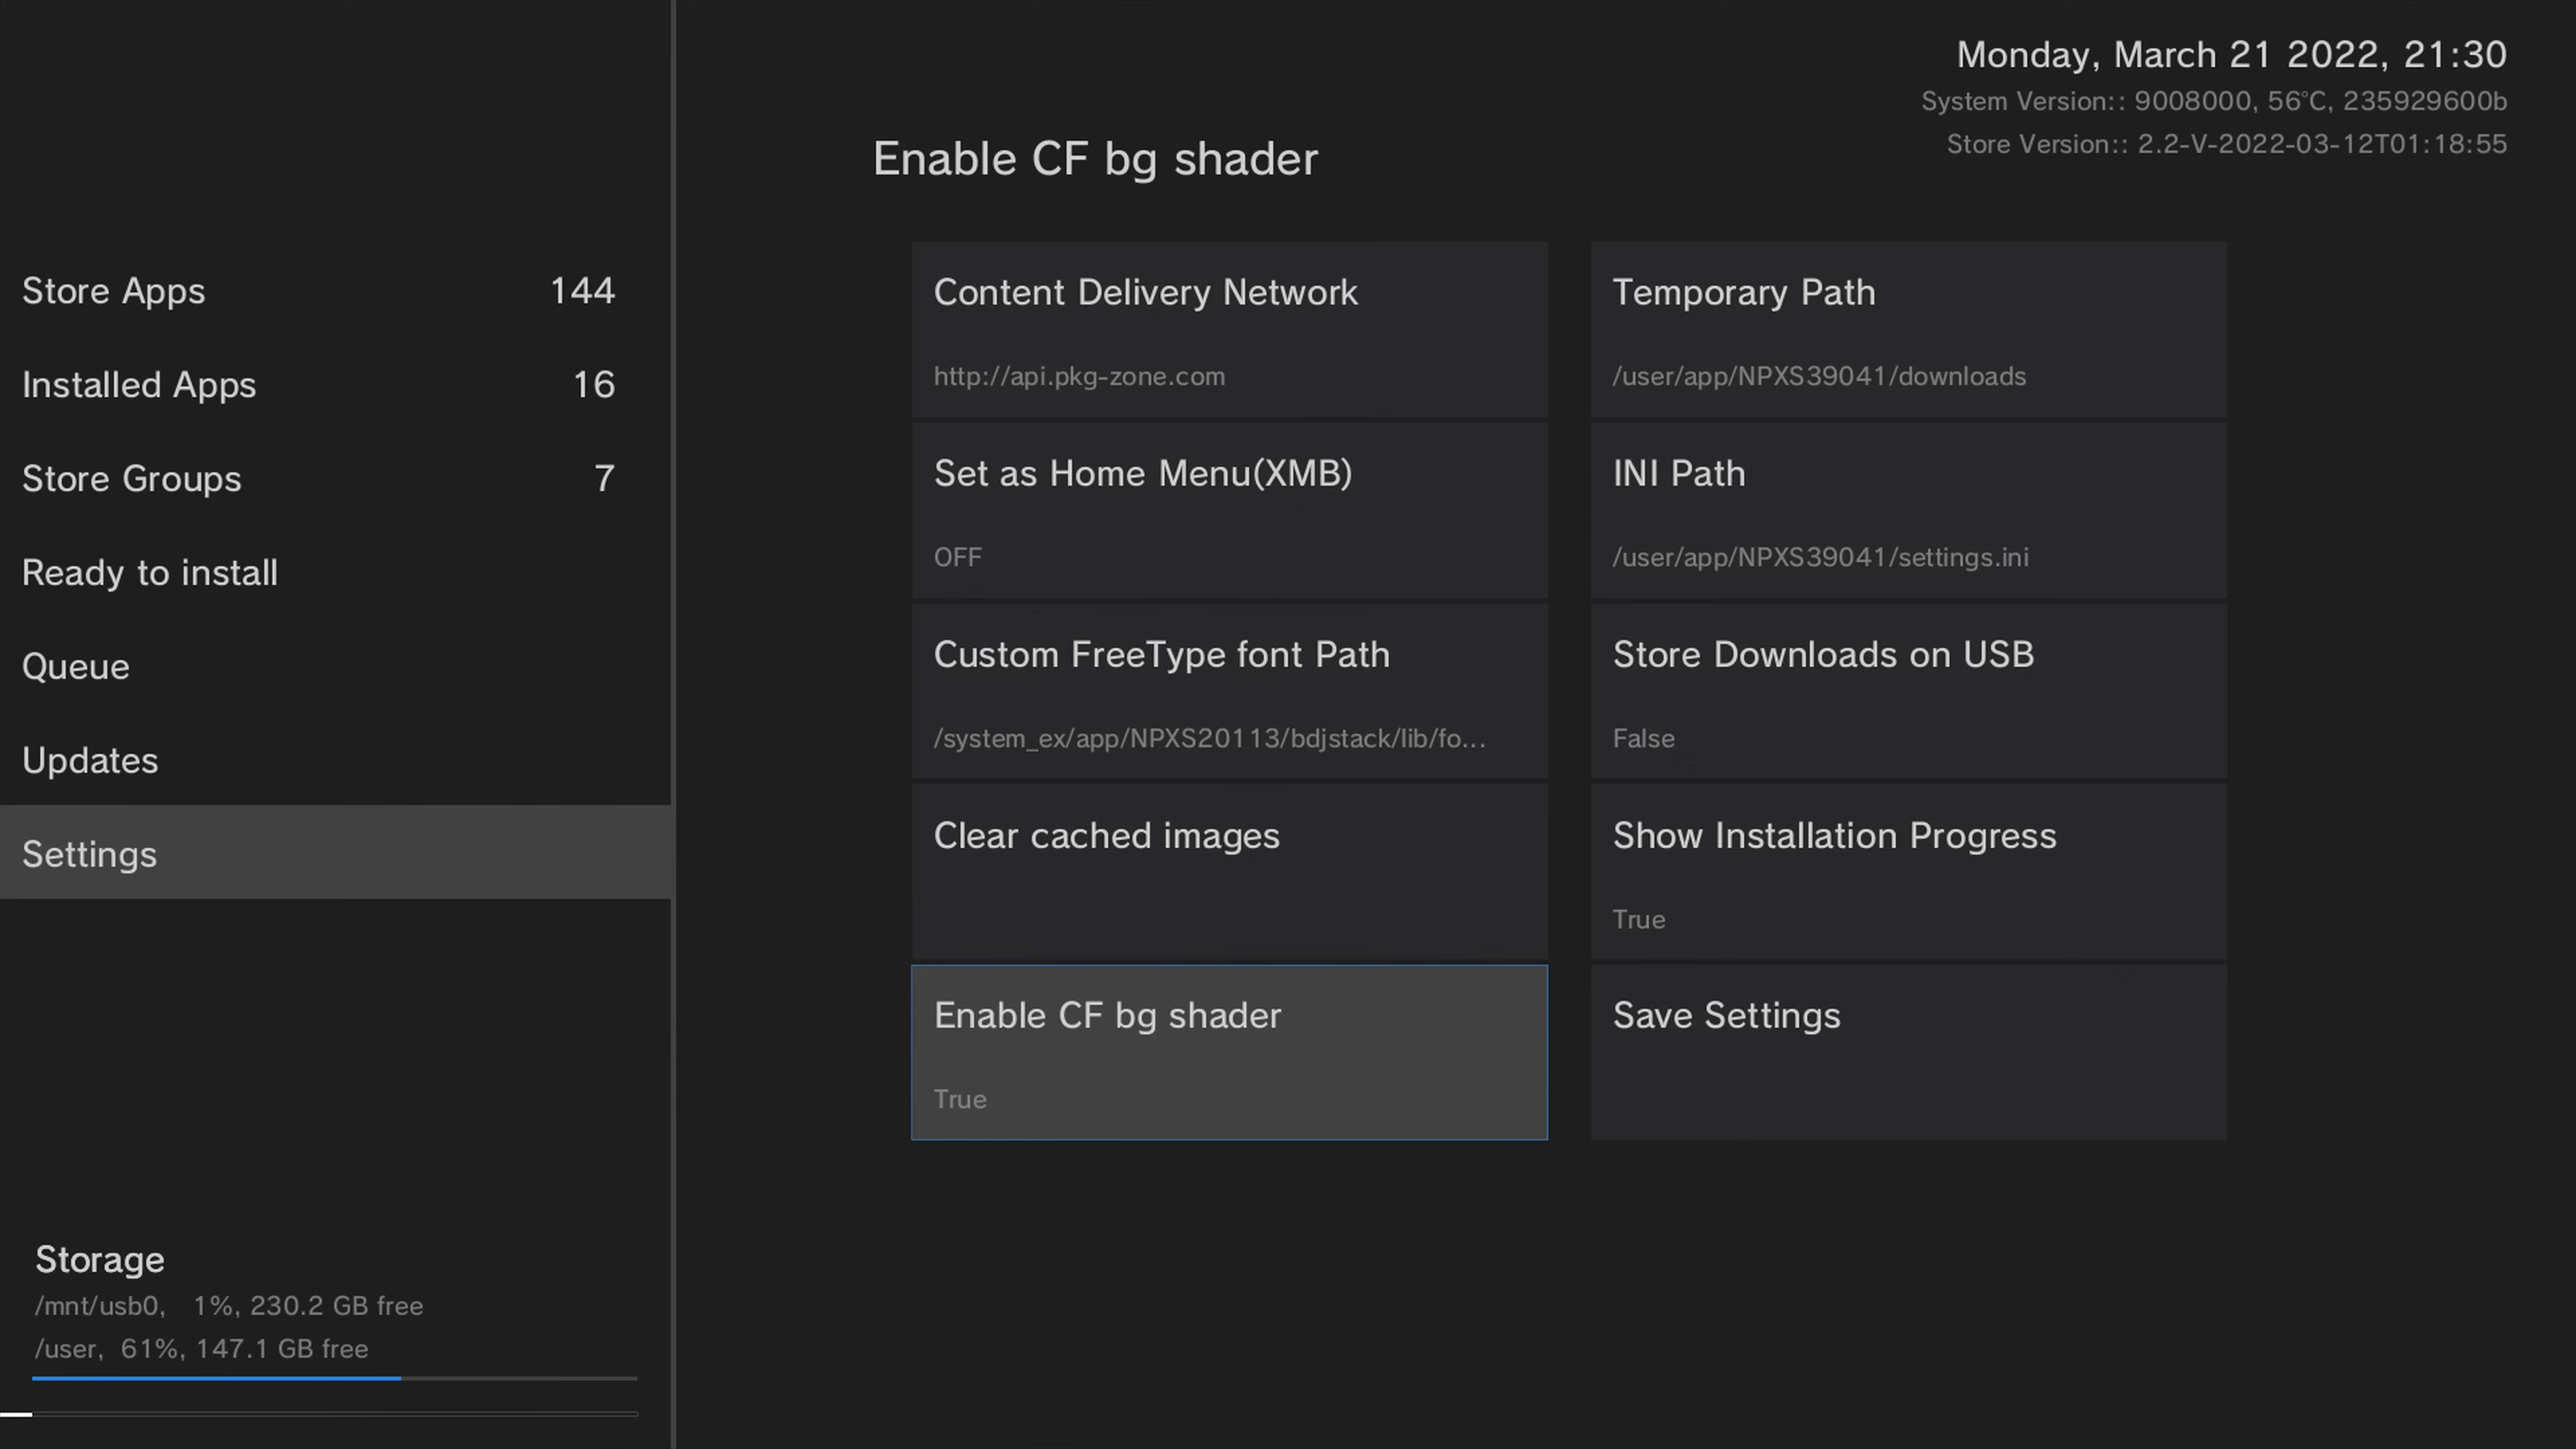 Monday, March 21 2022, 21:30
System Version:: 9008000, 56°C, 235929600b
Store Version:: 2.2-V-2022-03-12T01:18:55
Enable CF bg shader
Store Apps 144
Installed Apps 16
Store Groups 7
Ready to install
Queue
Updates
Settings
Storage
/mnt/usb0, 1%, 230.2 GB free
/user, 61%, 147.1 GB free
Content Delivery Network
http://api.pkg-zone.com
Temporary Path
/user/app/NPXS39041/downloads
Set as Home Menu(XMB)
OFF
INI Path
/user/app/NPXS39041/settings.ini
Custom FreeType font Path
/system_ex/app/NPXS20113/bdjstack/lib/fo...
Store Downloads on USB
False
Clear cached images
Show Installation Progress
True
Enable CF bg shader
True
Save Settings